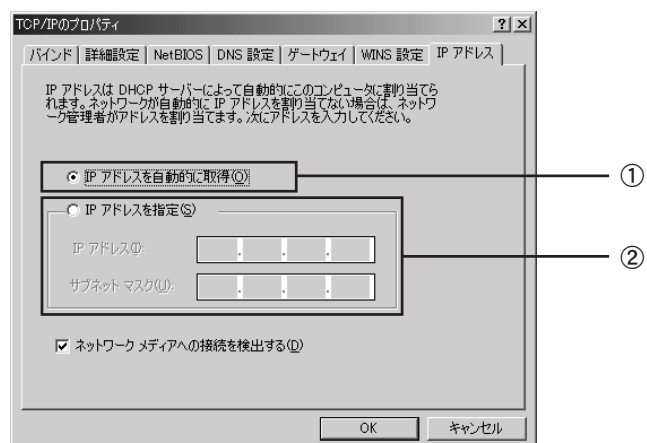 TCP/IPのプロパティ
バインド 詳細設定 NetBIOS DNS 設定 ゲートウェイ WINS 設定 IP アドレス
IP アドレスは DHCP サーバーによって自動的にこのコンピュータに割り当てら
れます。ネットワークが自動的に IP アドレスを割り当てない場合は、ネットワ
ーク管理者がアドレスを割り当てます。次にアドレスを入力してください。
IP アドレスを自動的に取得(O)
①
IP アドレスを指定(S)
IP アドレス(I):
②
サブネット マスク(U):
ネットワーク メディアへの接続を検出する(D)
OK キャンセル